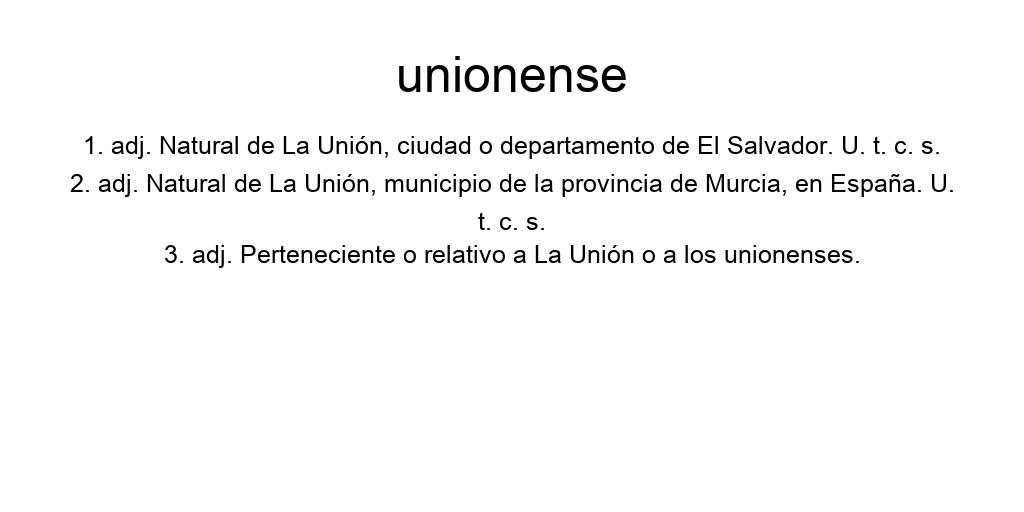 unionense
1. adj. Natural de La Unión, ciudad o departamento de El Salvador. U. t. c. s.
2. adj. Natural de La Unión, municipio de la provincia de Murcia, en España. U.
t. c. s.
3. adj. Perteneciente o relativo a La Unión o a los unionenses.